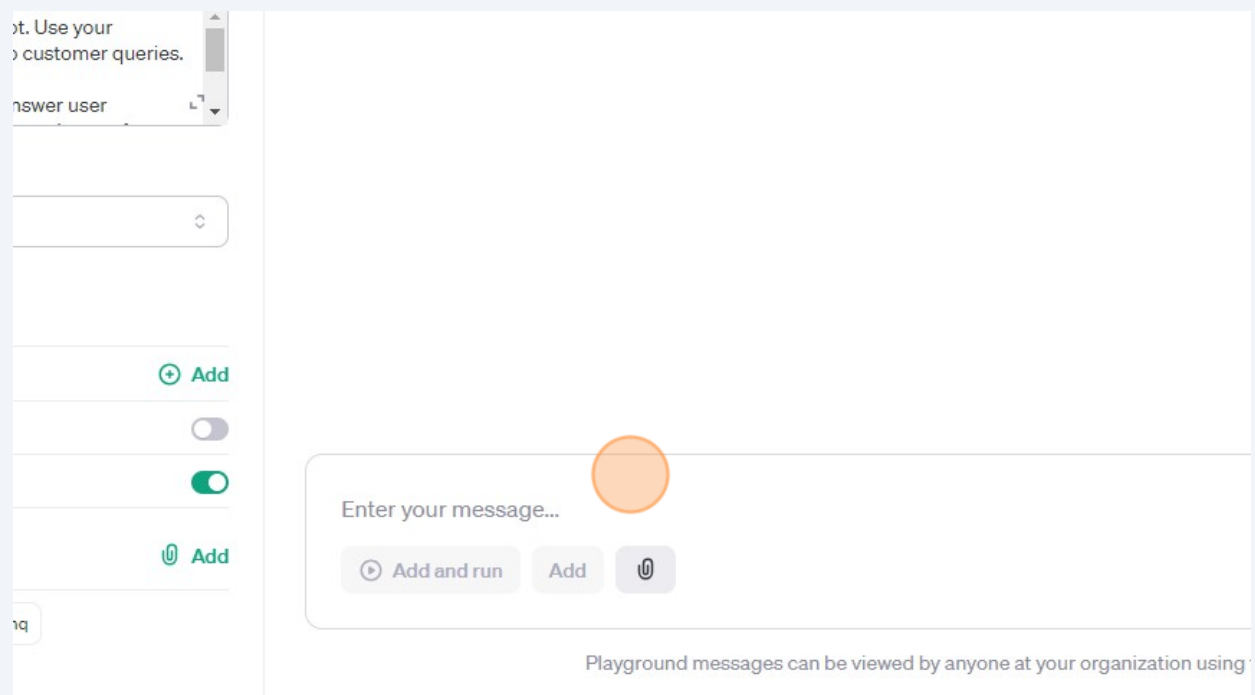 ot. Use your
o customer queries.
nswer user
Add
Add
nq
Enter your message...
Add and run
Add
Playground messages can be viewed by anyone at your organization using